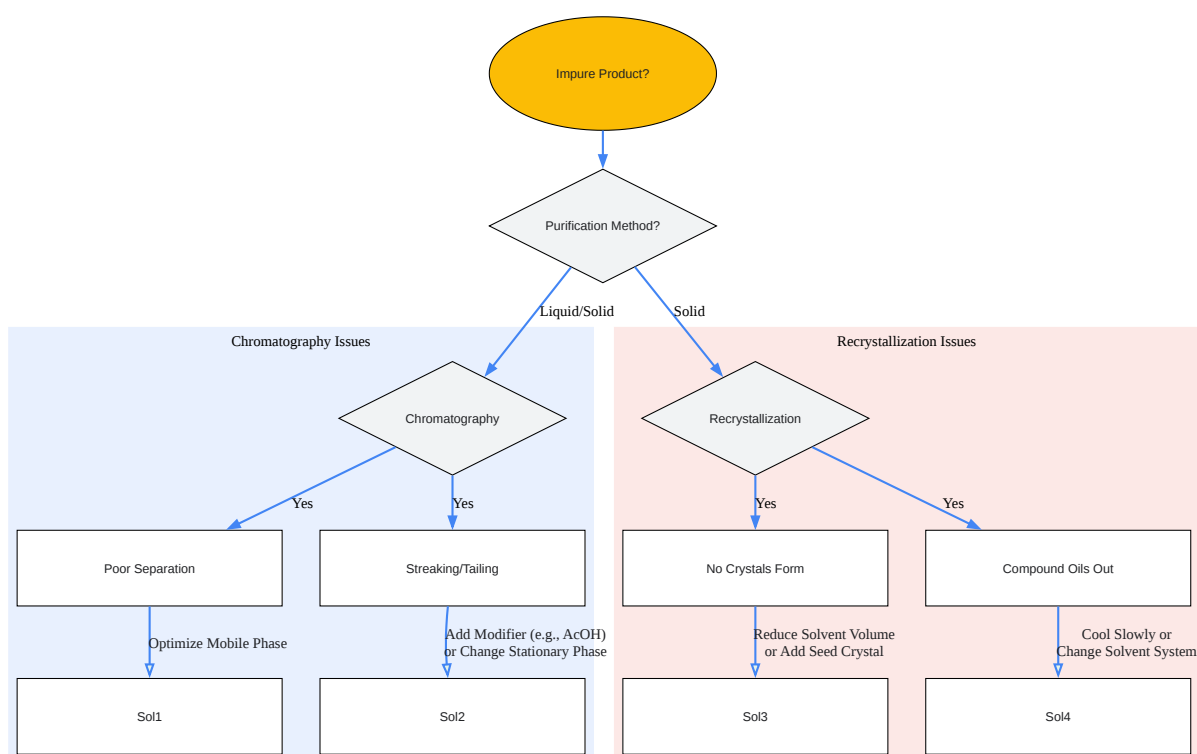 Impure Product?
Purification Method?
Liquid/Solid
Solid
Chromatography Issues
Recrystallization Issues
Chromatography
Recrystallization
Yes
Yes
Yes
Yes
Poor Separation
Streaking/Tailing
No Crystals Form
Compound Oils Out
Optimize Mobile Phase
Add Modifier (e.g., AcOH)
or Change Stationary Phase
Reduce Solvent Volume
or Add Seed Crystal
Cool Slowly or
Change Solvent System
Sol1
Sol2
Sol3
Sol4